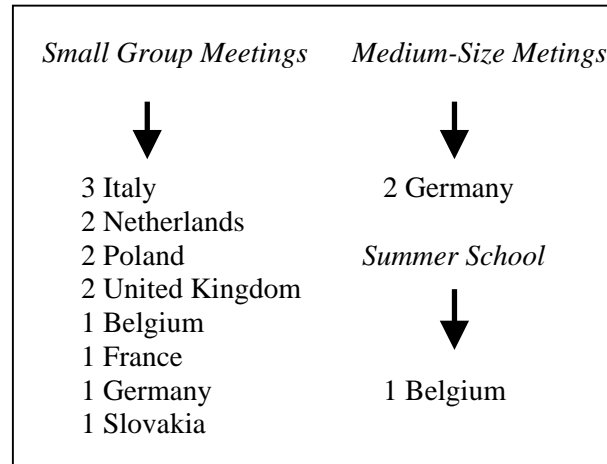 Small Group Meetings
3 Italy
2 Netherlands
2 Poland
2 United Kingdom
1 Belgium
1 France
1 Germany
1 Slovakia
Medium-Size Metings
2 Germany
Summer School
1 Belgium